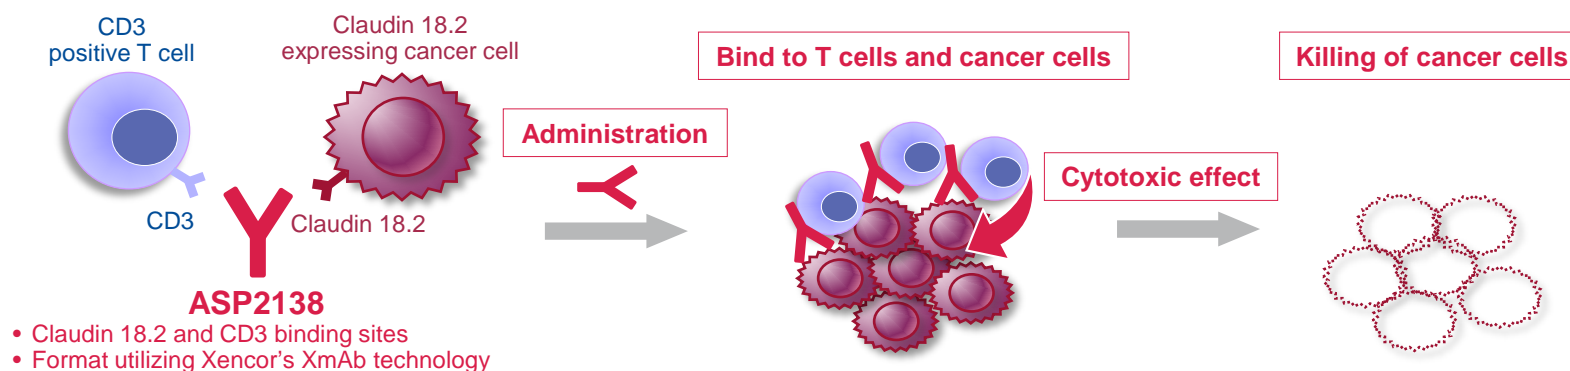 CD3
positive T cell
Claudin 18.2
expressing cancer cell
CD3
Claudin 18.2
ASP2138
• Claudin 18.2 and CD3 binding sites
• Format utilizing Xencor's XmAb technology
Administration
Bind to T cells and cancer cells
Cytotoxic effect
Killing of cancer cells